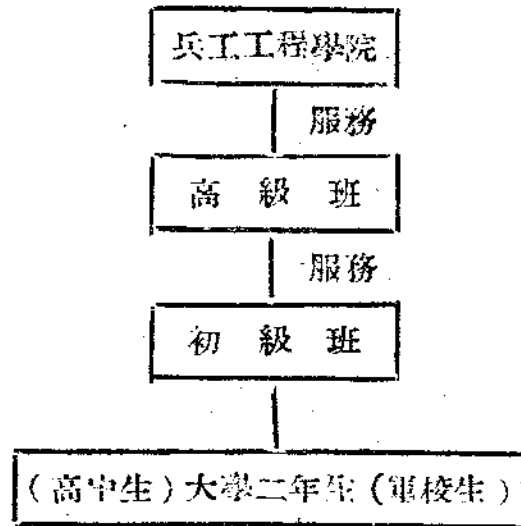 兵工工程學院
服務
高級班
服務
初級班
（高中生）大學二年生（軍校生）